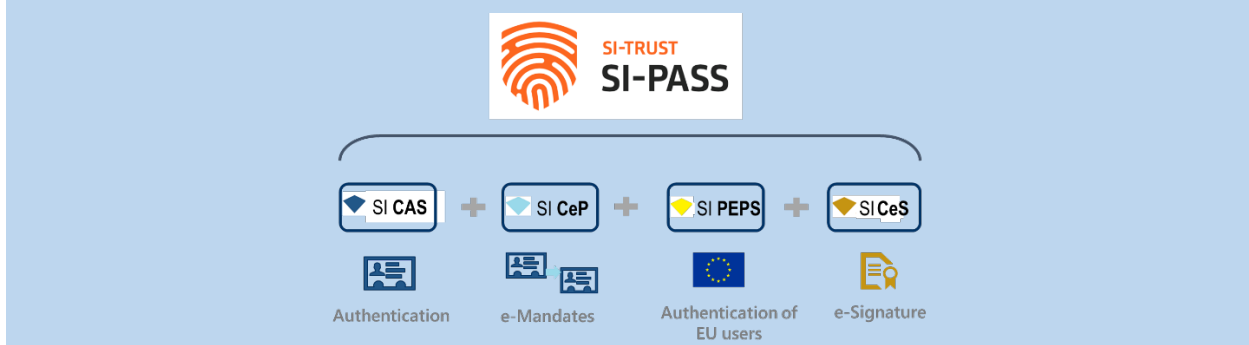 SI-TRUST
SI-PASS
SI CAS
SI CeP
SI PEPS
SI CeS
Authentication
e-Mandates
Authentication of
EU users
e-Signature